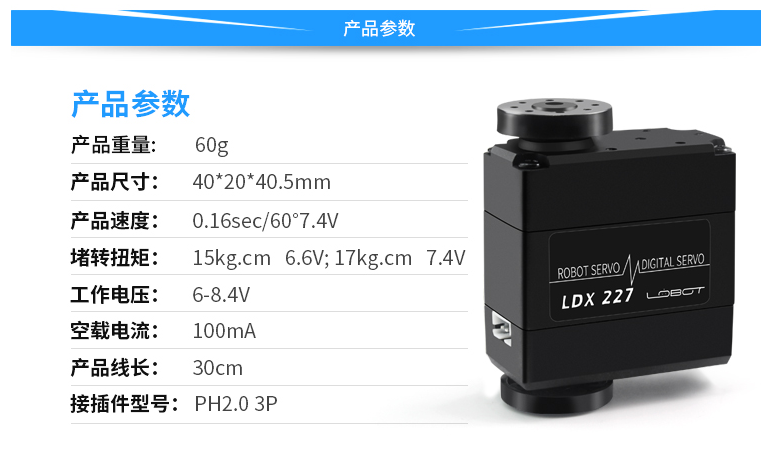 产品参数
产品参数
产品重量: 60g
产品尺寸: 40*20*40.5mm
产品速度: 0.16sec/60°7.4V
堵转扭矩: 15kg.cm 6.6V; 17kg.cm 7.4V
工作电压: 6-8.4V
空载电流: 100mA
产品线长: 30cm
接插件型号: PH2.0 3P
ROBOT SERVO DIGITAL SERVO
LDX 227 LOBOT